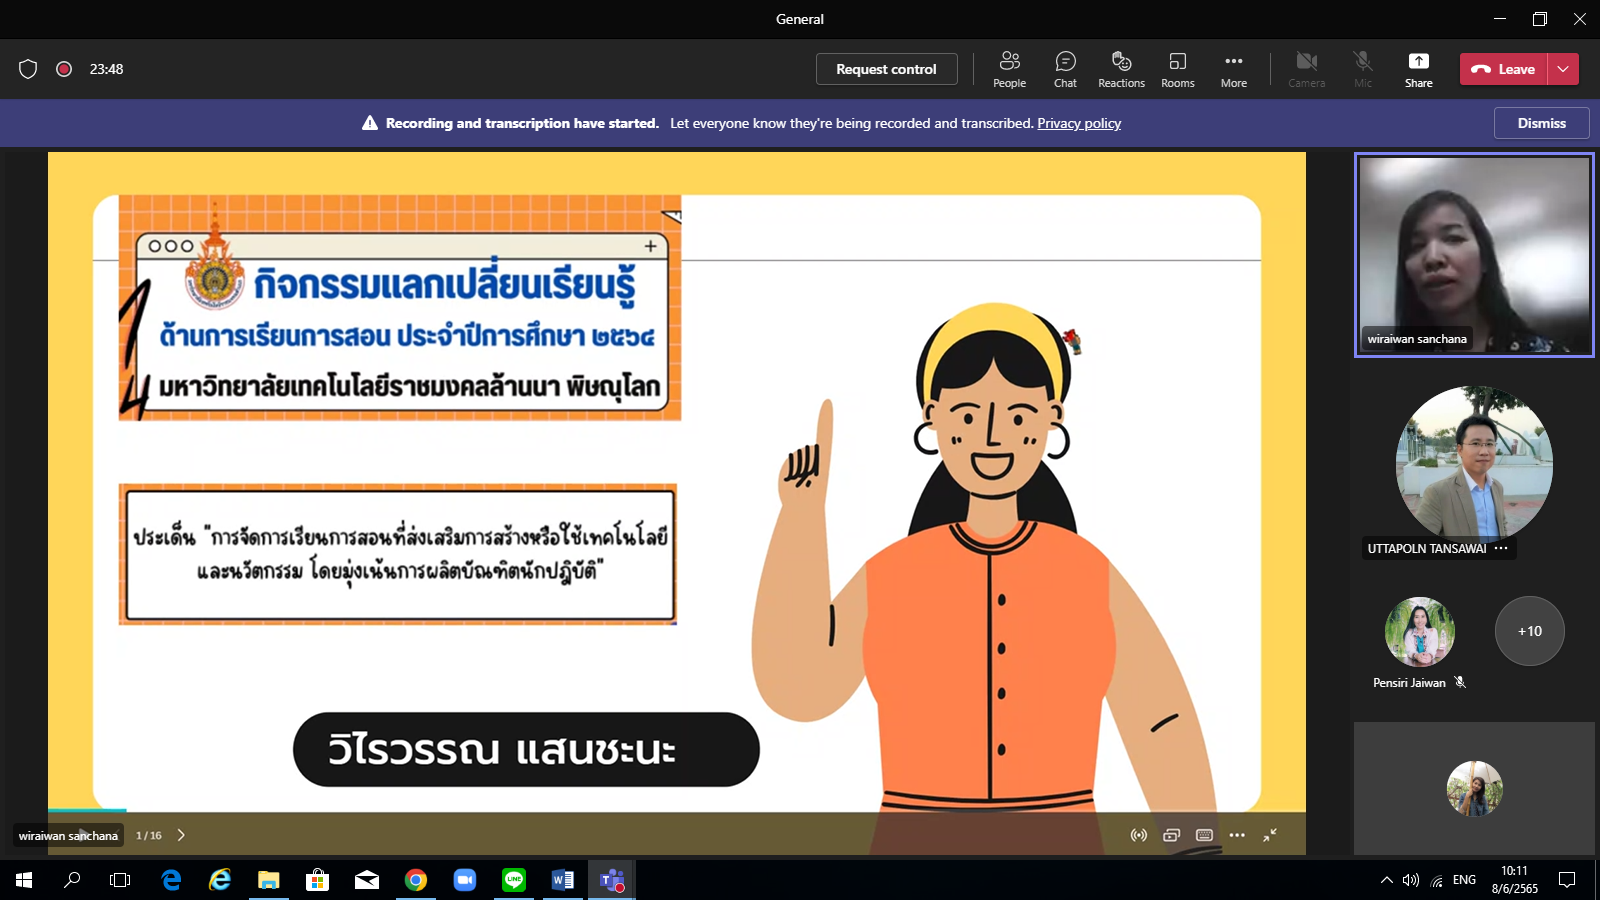 General
23:48
Request control
People
Chat
Reactions
Rooms
More
Camera
Mic
Share
Leave
Recording and transcription have started. Let everyone know they're being recorded and transcribed. Privacy policy
Dismiss
กิจกรรมแลกเปลี่ยนเรียนรู้
ด้านการเรียนการสอน ประจำปีการศึกษา ๒๕๖๔
มหาวิทยาลัยเทคโนโลยีราชมงคลล้านนา พิษณุโลก
ประเด็น "การจัดการเรียนการสอนที่ส่งเสริมการสร้างหรือใช้เทคโนโลยี
และนวัตกรรม โดยมุ่งเน้นการผลิตบัณฑิตนักปฏิบัติ"
วิไรวรรณ แสนชะนะ
wiraiwan sanchana
UTTAPOLN TANSAWAI ...
Pensiri Jaiwan
+10
wiraiwan sanchana
1 / 16
ENG
10:11
8/6/2565